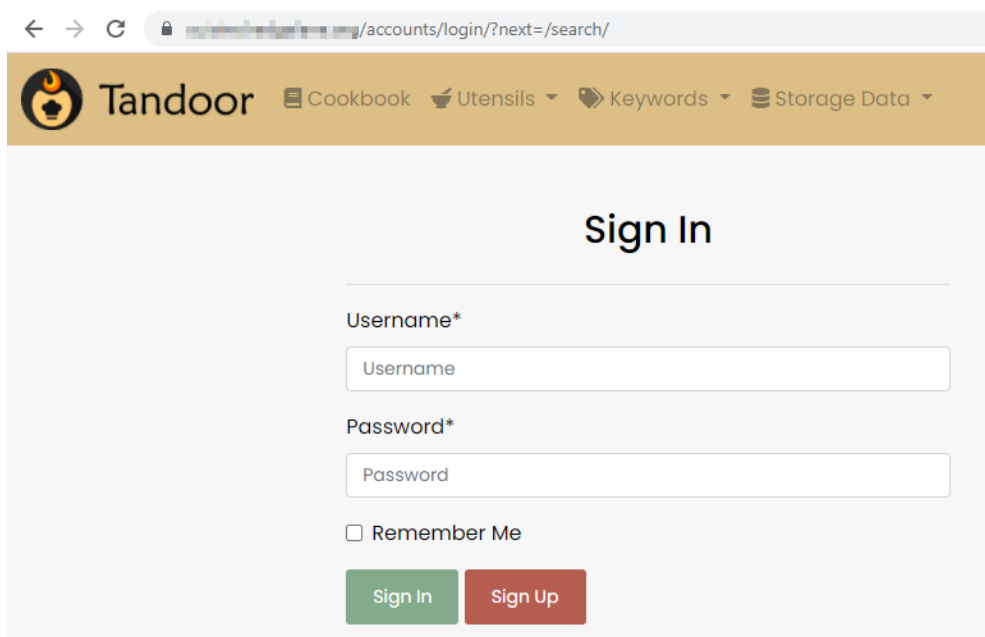 /accounts/login/?next=/search/
Tandoor Cookbook Utensils Keywords Storage Data
Sign In
Username*
Username
Password*
Password
Remember Me
Sign In Sign Up